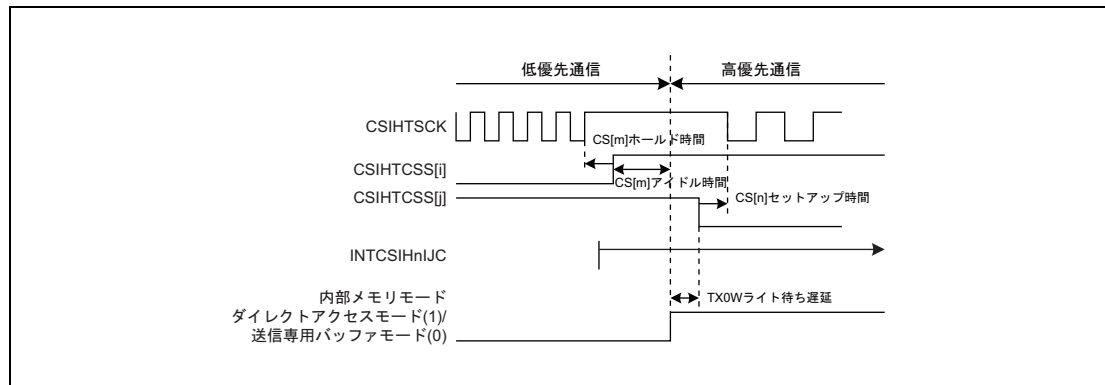 低優先通信
高優先通信
CSIHTSCK
CS[m]ホールド時間
CSIHTCSS[i]
CS[m]アイドル時間
CSIHTCSS[j]
CS[n]セットアップ時間
INTCSIHnIJC
内部メモリモード
TX0Wライト待ち遅延
ダイレクトアクセスモード(1)/
送信専用バッファモード(0)